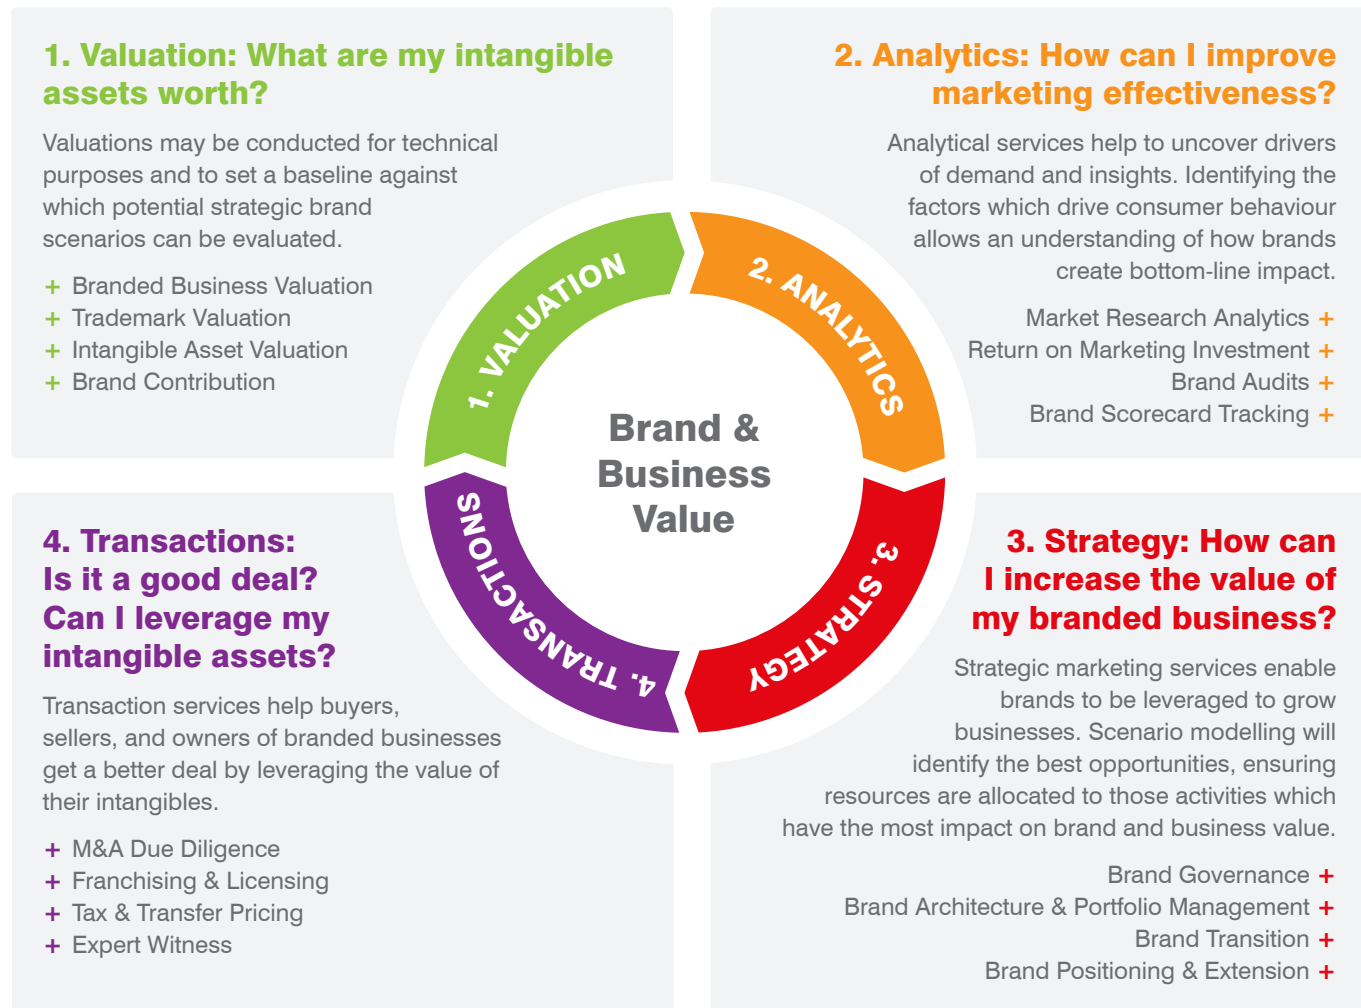 1. Valuation: What are my intangible
assets worth?
Valuations may be conducted for technical
purposes and to set a baseline against
which potential strategic brand
scenarios can be evaluated.
+ Branded Business Valuation
+ Trademark Valuation
+ Intangible Asset Valuation
+ Brand Contribution
2. Analytics: How can I improve
marketing effectiveness?
Analytical services help to uncover drivers
of demand and insights. Identifying the
factors which drive consumer behaviour
allows an understanding of how brands
create bottom-line impact.
Market Research Analytics +
Return on Marketing Investment +
Brand Audits +
Brand Scorecard Tracking +
1. VALUATION
2. ANALYTICS
Brand &
Business
Value
3. STRATEGY
4. TRANSACTIONS
4. Transactions:
Is it a good deal?
Can I leverage my
intangible assets?
Transaction services help buyers,
sellers, and owners of branded businesses
get a better deal by leveraging the value of
their intangibles.
+ M&A Due Diligence
+ Franchising & Licensing
+ Tax & Transfer Pricing
+ Expert Witness
3. Strategy: How can
I increase the value of
my branded business?
Strategic marketing services enable
brands to be leveraged to grow
businesses. Scenario modelling will
identify the best opportunities, ensuring
resources are allocated to those activities which
have the most impact on brand and business value.
Brand Governance +
Brand Architecture & Portfolio Management +
Brand Transition +
Brand Positioning & Extension +